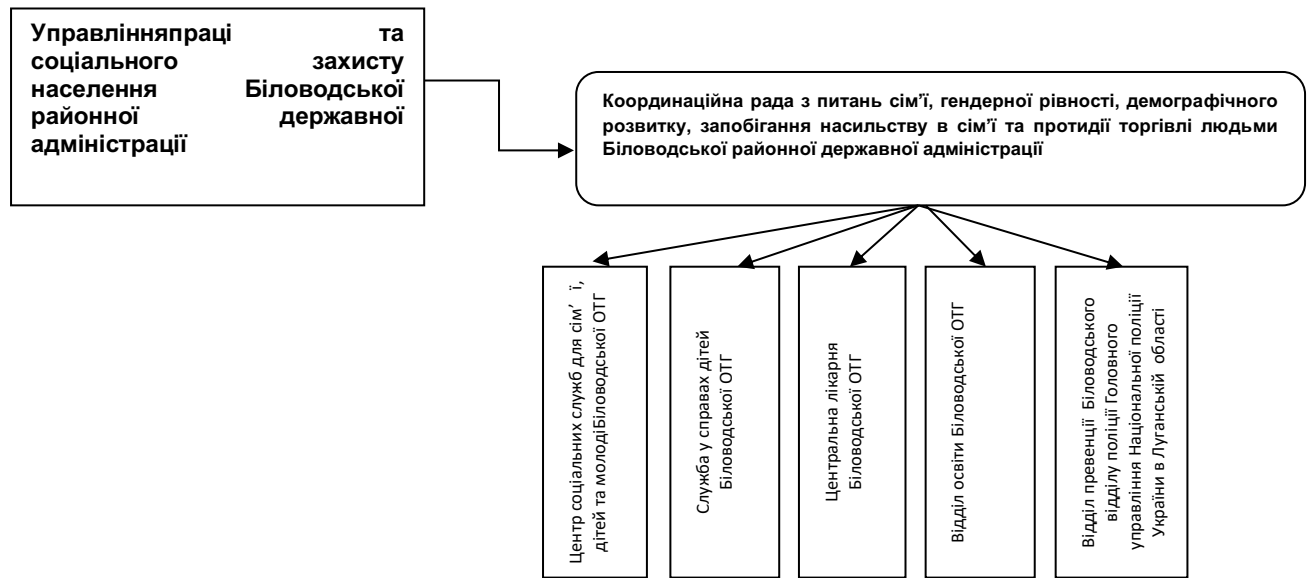 Управлінняпраці та
соціального захисту
населення Біловодської
районної державної
адміністрації
Координаційна рада з питань сім’ї, гендерної рівності, демографічного
розвитку, запобігання насильству в сім’ї та протидії торгівлі людьми
Біловодської районної державної адміністрації
Центр соціальних служб для сім’ ї,
дітей та молодіБіловодської ОТГ
Служба у справах дітей
Біловодської ОТГ
Центральна лікарня
Біловодської ОТГ
Відділ освіти Біловодської ОТГ
Відділ превенції Біловодського
відділу поліції Головного
управління Національної поліції
України в Луганській області